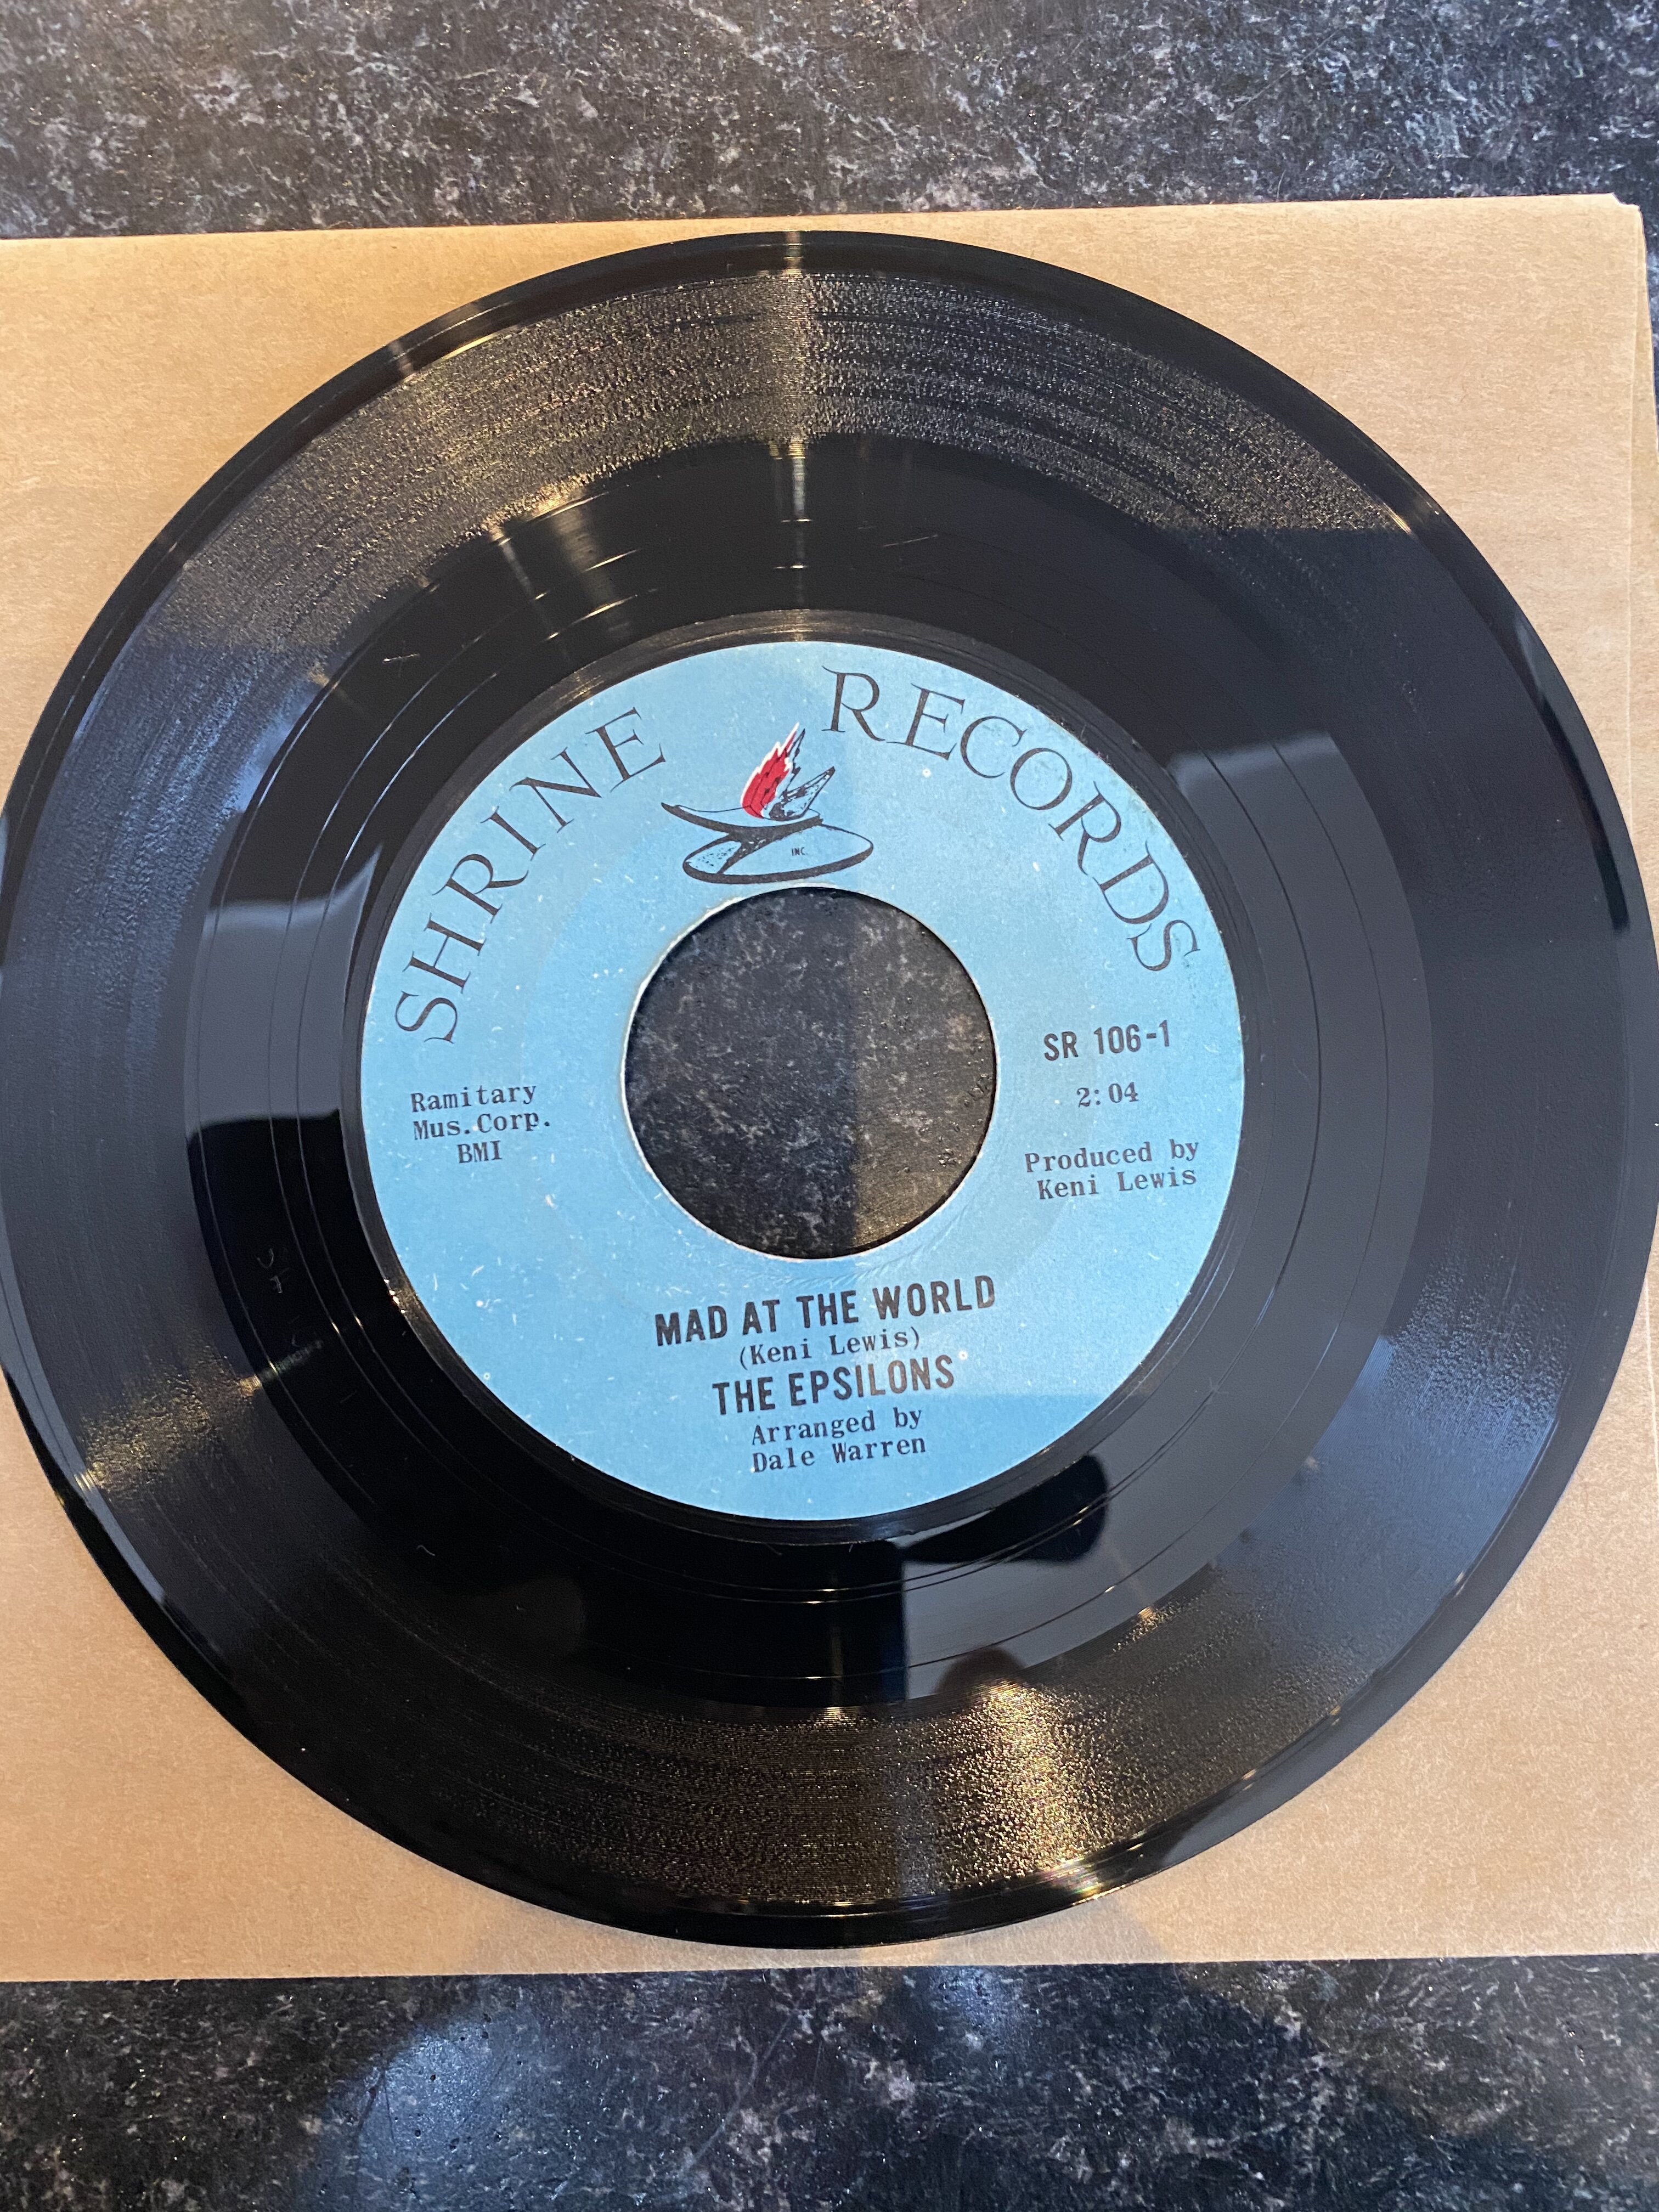 SHRINE RECORDS
INC.
SR 106-1
2:04
Produced by
Keni Lewis
Ramitary
Mus.Corp.
BMI
MAD AT THE WORLD
(Keni Lewis)
THE EPSILONS
Arranged by
Dale Warren